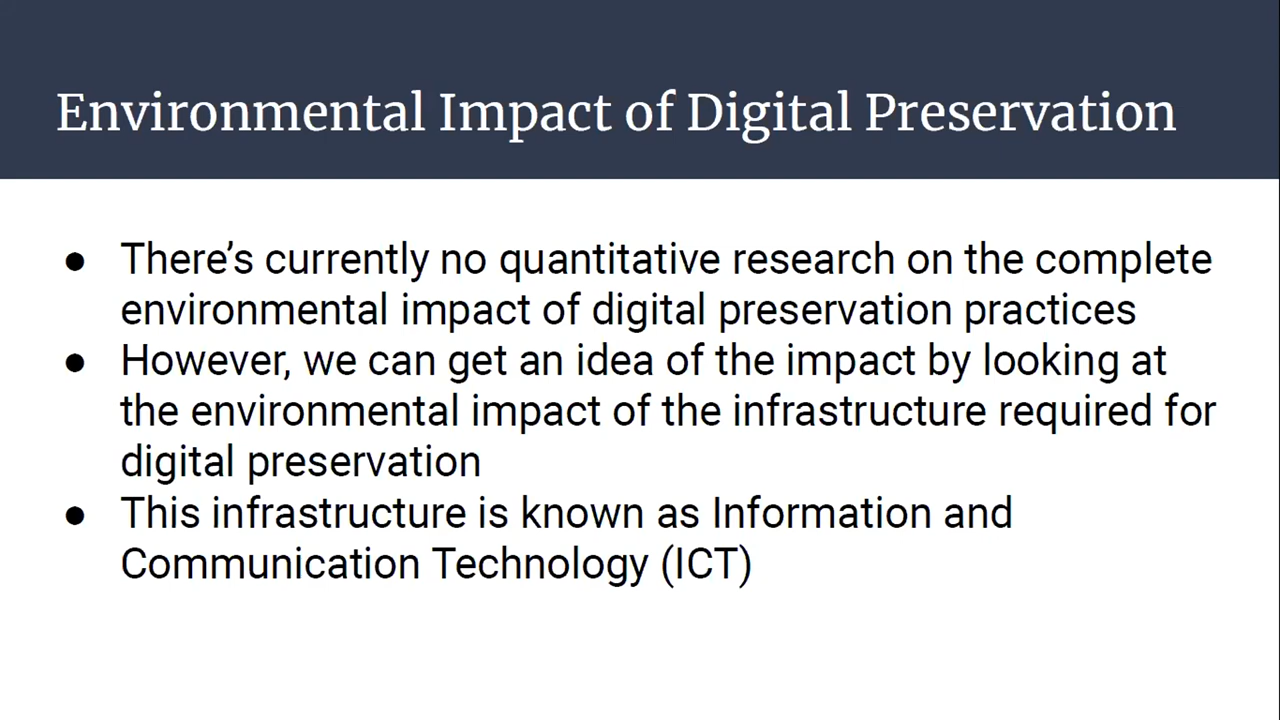 Environmental Impact of Digital Preservation
● There’s currently no quantitative research on the complete
environmental impact of digital preservation practices
● However, we can get an idea of the impact by looking at
the environmental impact of the infrastructure required for
digital preservation
● This infrastructure is known as Information and
Communication Technology (ICT)